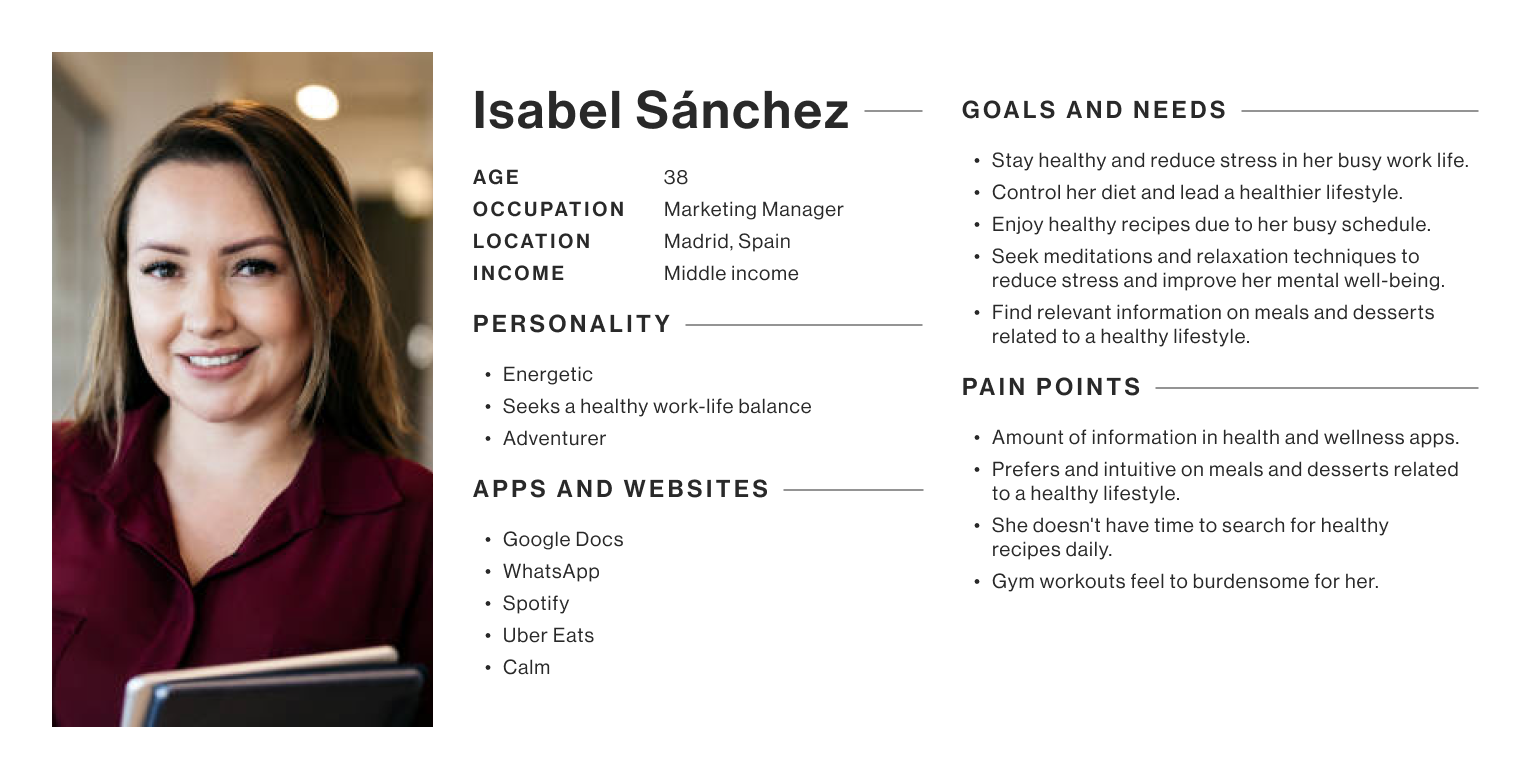 Isabel Sánchez
AGE 38
OCCUPATION Marketing Manager
LOCATION Madrid, Spain
INCOME Middle income
PERSONALITY
• Energetic
• Seeks a healthy work-life balance
• Adventurer
APPS AND WEBSITES
• Google Docs
• WhatsApp
• Spotify
• Uber Eats
• Calm
GOALS AND NEEDS
• Stay healthy and reduce stress in her busy work life.
• Control her diet and lead a healthier lifestyle.
• Enjoy healthy recipes due to her busy schedule.
• Seek meditations and relaxation techniques to
reduce stress and improve her mental well-being.
• Find relevant information on meals and desserts
related to a healthy lifestyle.
PAIN POINTS
• Amount of information in health and wellness apps.
• Prefers and intuitive on meals and desserts related
to a healthy lifestyle.
• She doesn't have time to search for healthy
recipes daily.
• Gym workouts feel to burdensome for her.